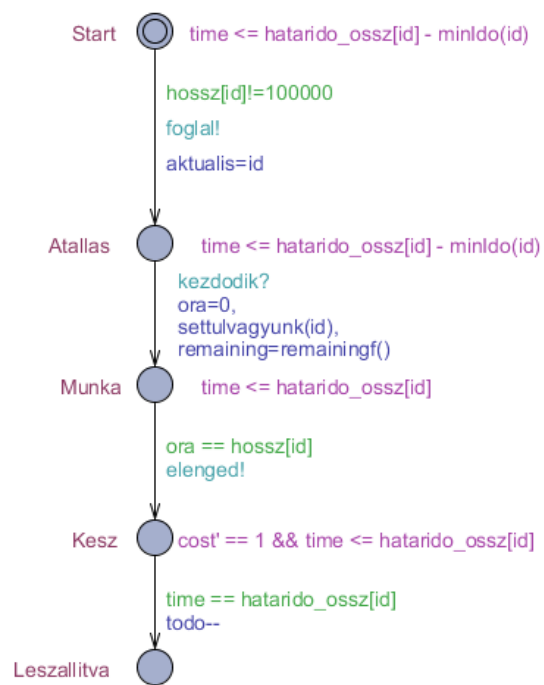 Start time <= hatarido_ossz[id] - minIdo(id)
hossz[id]!=100000
foglal!
aktualis=id
Atallas time <= hatarido_ossz[id] - minIdo(id)
kezdodik?
ora=0,
settulvagyunk(id),
remaining=remainingf()
Munka time <= hatarido_ossz[id]
ora == hossz[id]
elenged!
Kesz cost' == 1 && time <= hatarido_ossz[id]
time == hatarido_ossz[id]
todo--
Leszallitva